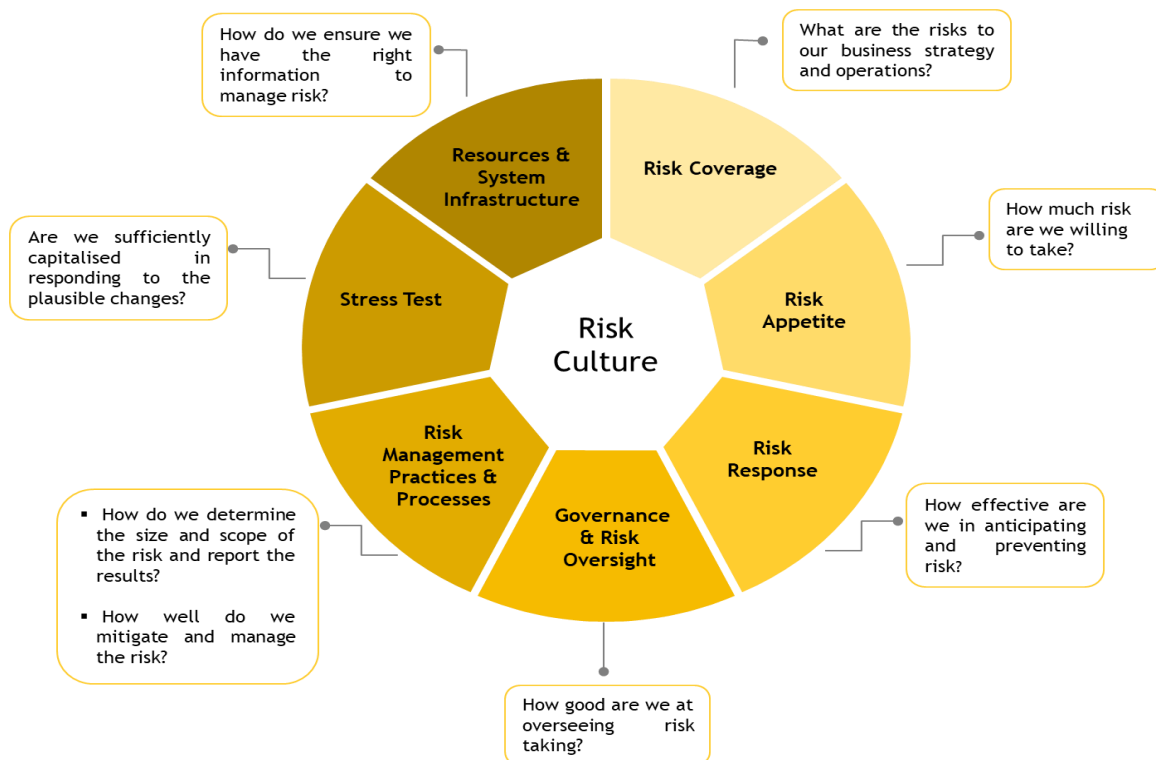 How do we ensure we
have the right
information to
manage risk?
What are the risks to
our business strategy
and operations?
Resources &
System
Infrastructure
Risk Coverage
How much risk
are we willing
to take?
Are we sufficiently
capitalised in
responding to the
plausible changes?
Stress Test
Risk
Appetite
Risk
Culture
Risk
Management
Practices &
Processes
Risk
Response
▪ How do we determine
the size and scope of
the risk and report the
results?
▪ How well do we
mitigate and manage
the risk?
Governance
& Risk
Oversight
How effective are
we in anticipating
and preventing
risk?
How good are we at
overseeing risk
taking?